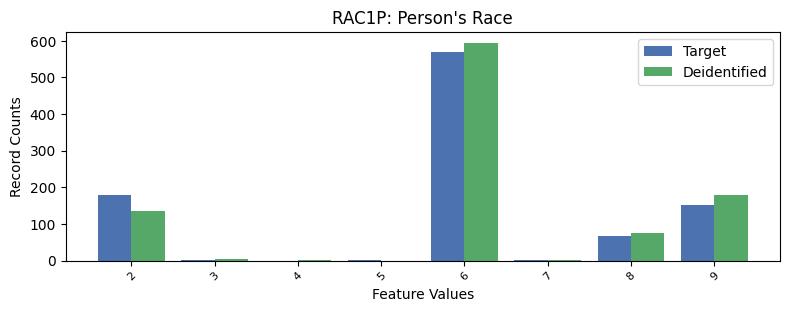 RAC1P: Person's Race
Record Counts
600
500
400
300
200
100
0
Target
Deidentified
2 3 4 5 6 7 8 9
Feature Values